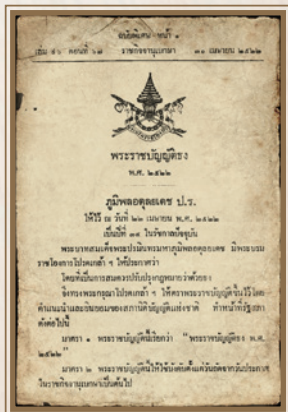 ฉบับพิเศษ หน้า ๑
เล่ม ๙๖ ตอนที่ ๖๗ ราชกิจจานุเบกษา ๓๐ เมษายน ๒๕๒๒
พระราชบัญญัติธง
พ.ศ. ๒๕๒๒
ภูมิพลอดุลยเดช ป.ร.
ให้ไว้ ณ วันที่ ๒๒ เมษายน พ.ศ. ๒๕๒๒
เป็นปีที่ ๓๔ ในรัชกาลปัจจุบัน
พระบาทสมเด็จพระปรมินทรมหาภูมิพลอดุลยเดช มีพระบรม
ราชโองการโปรดเกล้า ฯ ให้ประกาศว่า
โดยที่เป็นการสมควรปรับปรุงกฎหมายว่าด้วยธง
จึงทรงพระกรุณาโปรดเกล้า ฯ ให้ตราพระราชบัญญัติขึ้นไว้โดย
คำแนะนำและยินยอมของสภานิติบัญญัติแห่งชาติ ทำหน้าที่รัฐสภา
ดังต่อไปนี้
มาตรา ๑ พระราชบัญญัตินี้เรียกว่า “พระราชบัญญัติธง พ.ศ.
๒๕๒๒”
มาตรา ๒ พระราชบัญญัตินี้ให้ใช้บังคับตั้งแต่วันถัดจากวันประกาศ
ในราชกิจจานุเบกษาเป็นต้นไป